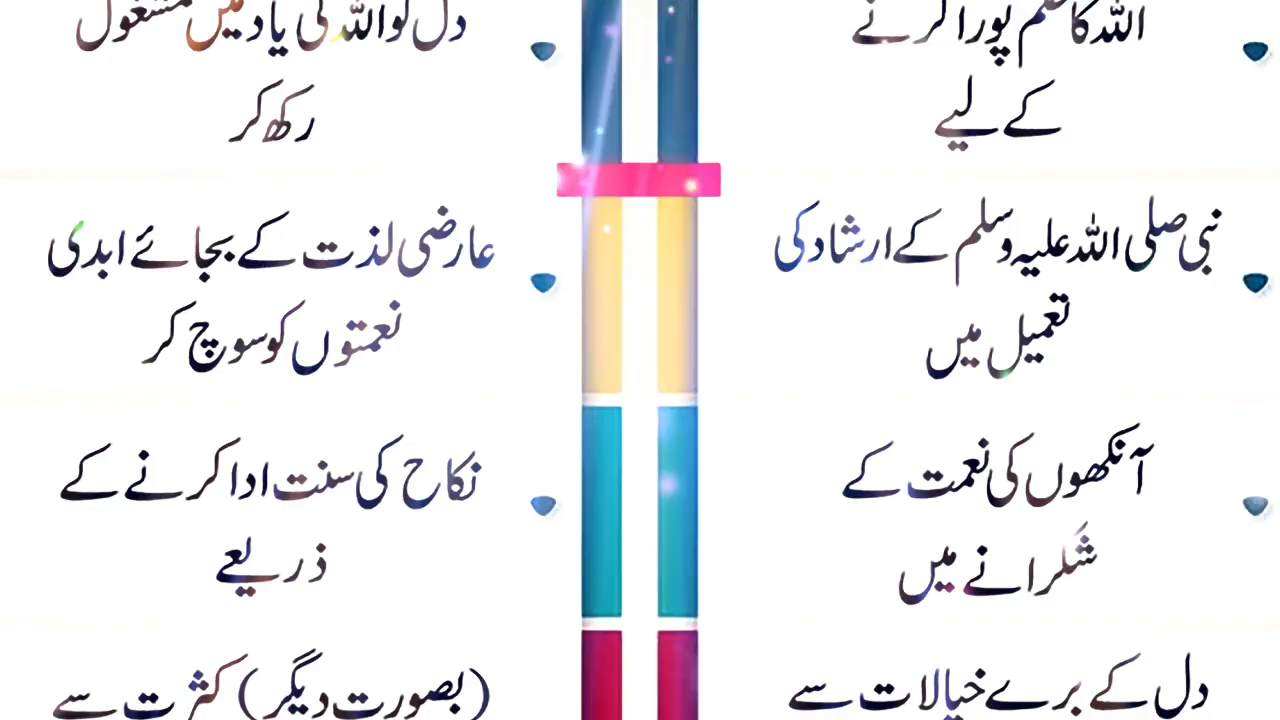 اللہ کا حکم پورا کرنے
کے لیے
نبی صلی اللہ علیہ وسلم کے ارشاد کی
تعمیل میں
آنکھوں کی نعمت کے
شکرانے میں
دل کے برے خیالات سے
دل کو اللہ کی یاد میں مشغول
رکھ کر
عارضی لذت کے بجائے ابدی
نعمتوں کو سوچ کر
نکاح کی سنت ادا کرنے کے
ذریعے
(بصورت دیگر) کثرت سے